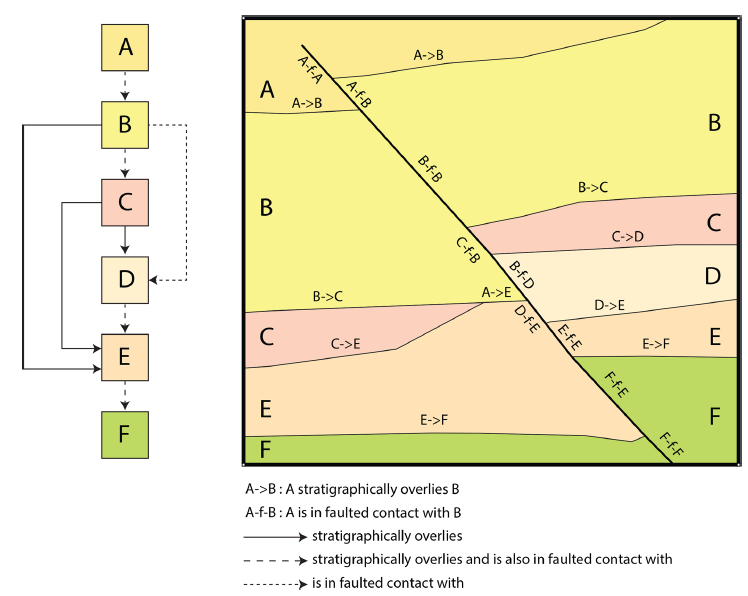 A
B
C
D
E
F
A->B
A-f-A
A
A-f-B
A->B
B
B-f-B
B
B->C
C
C-f-B
C->D
B-f-D
D
A->E
B->C
D-f-E
D->E
C
C->E
E-f-E
E->F
E
E
F-f-E
E->F
F
F
F-f-F
A->B : A stratigraphically overlies B
A-f-B : A is in faulted contact with B
stratigraphically overlies
stratigraphically overlies and is also in faulted contact with
is in faulted contact with